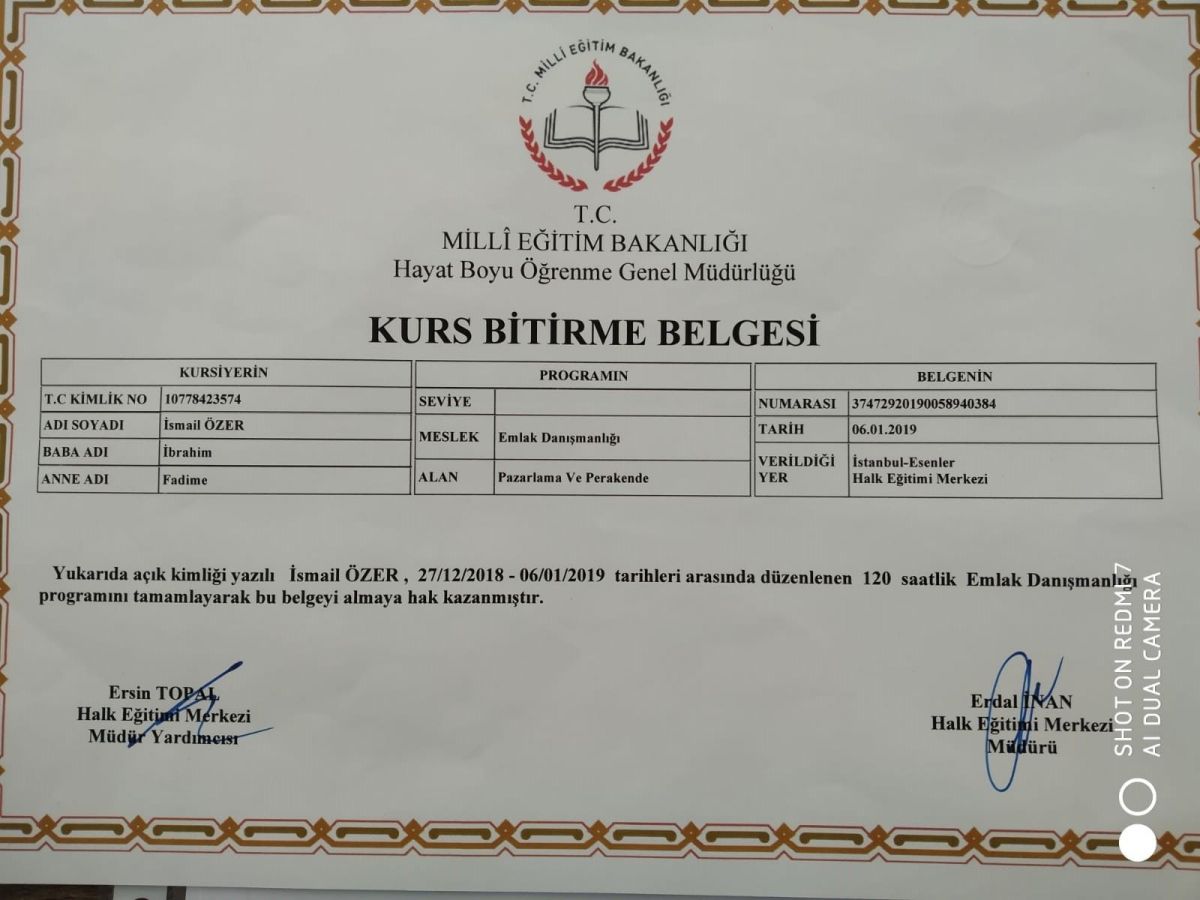 T.C. MİLLİ EĞİTİM BAKANLIĞI
T.C.
MİLLÎ EĞİTİM BAKANLIĞI
Hayat Boyu Öğrenme Genel Müdürlüğü
KURS BİTİRME BELGESİ
KURSİYERİN
T.C KİMLİK NO 10778423574
ADI SOYADI İsmail ÖZER
BABA ADI İbrahim
ANNE ADI Fadime
PROGRAMIN
SEVİYE
MESLEK Emlak Danışmanlığı
ALAN Pazarlama Ve Perakende
BELGENİN
NUMARASI 37472920190058940384
TARİH 06.01.2019
VERİLDİĞİ İstanbul-Esenler
YER Halk Eğitimi Merkezi
Yukarıda açık kimliği yazılı İsmail ÖZER , 27/12/2018 - 06/01/2019 tarihleri arasında düzenlenen 120 saatlik Emlak Danışmanlığı
programını tamamlayarak bu belgeyi almaya hak kazanmıştır.
Ersin TOPAL
Halk Eğitimi Merkezi
Müdür Yardımcısı
Erdal İNAN
Halk Eğitimi Merkezi
Müdürü
SHOT ON REDMI 7
AI DUAL CAMERA